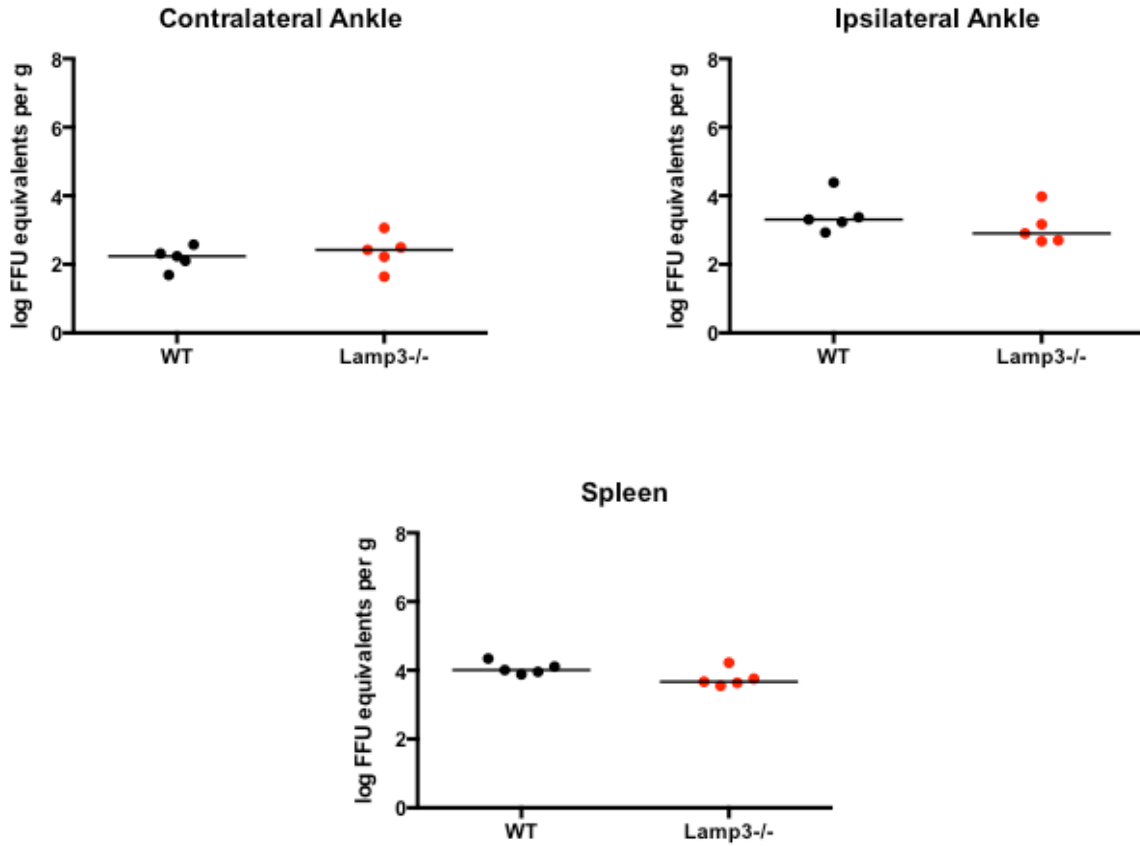 Contralateral Ankle
log FFU equivalents per g
8
6
4
2
0
WT
Lamp3-/-
Ipsilateral Ankle
log FFU equivalents per g
8
6
4
2
0
WT
Lamp3-/-
Spleen
log FFU equivalents per g
8
6
4
2
0
WT
Lamp3-/-